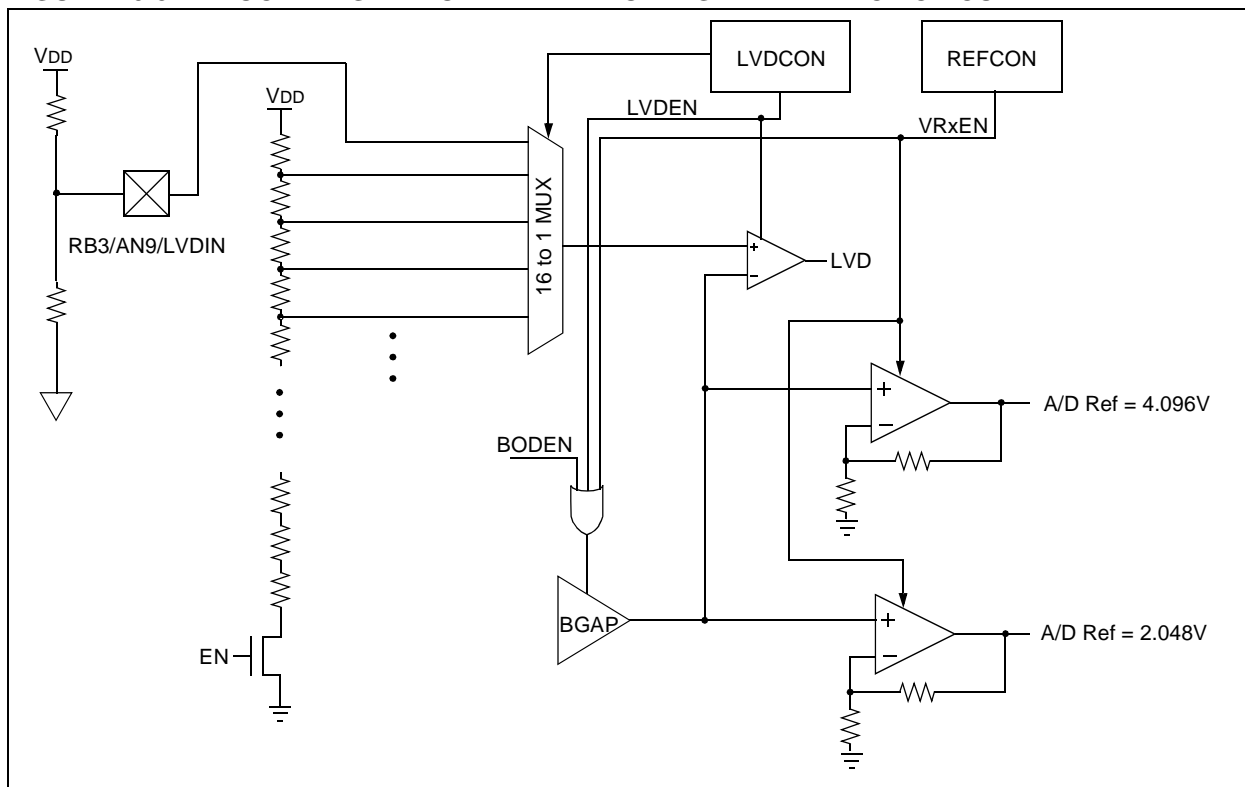 VDD
VDD
LVDCON
REFCON
LVDEN
VRxEN
16 to 1 MUX
RB3/AN9/LVDIN
+
−
LVD
+
−
A/D Ref = 4.096V
BODEN
BGAP
+
−
A/D Ref = 2.048V
EN